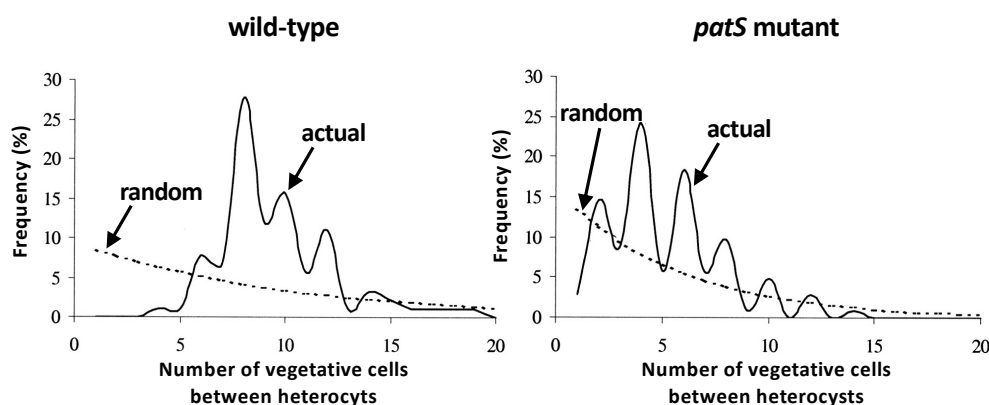 wild-type
30
25
20
15
10
5
0
Frequency (%)
random
actual
0 5 10 15 20
Number of vegetative cells
between heterocyts
patS mutant
30
25
20
15
10
5
0
Frequency (%)
random
actual
0 5 10 15 20
Number of vegetative cells
between heterocysts